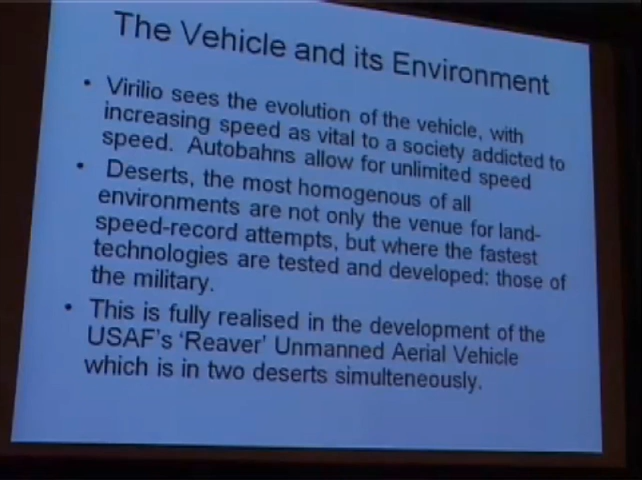 The Vehicle and its Environment
• Virilio sees the evolution of the vehicle, with
increasing speed as vital to a society addicted to
speed. Autobahns allow for unlimited speed
• Deserts, the most homogenous of all
environments are not only the venue for land-
speed-record attempts, but where the fastest
technologies are tested and developed: those of
the military.
• This is fully realised in the development of the
USAF's 'Reaver' Unmanned Aerial Vehicle
which is in two deserts simulteneously.